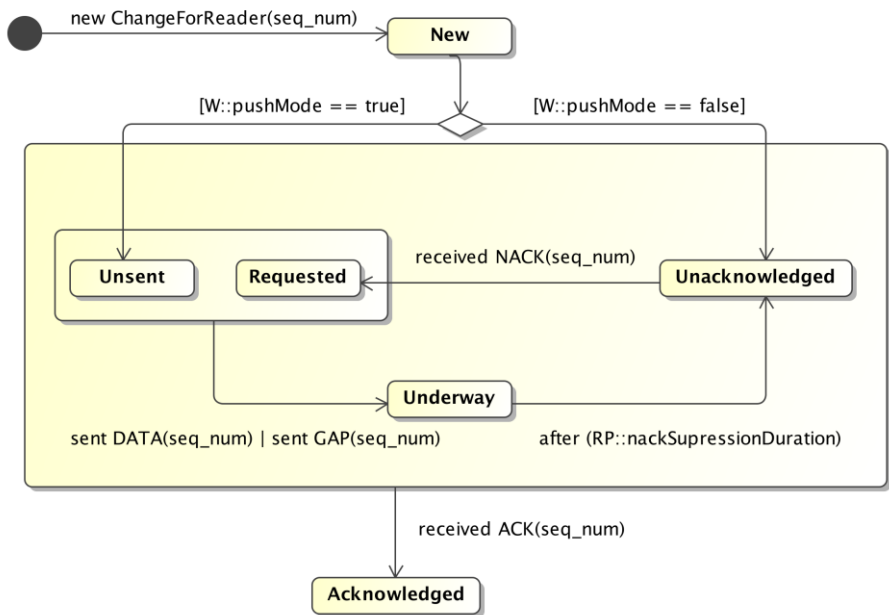 new ChangeForReader(seq_num)
New
[W::pushMode == true]
[W::pushMode == false]
received NACK(seq_num)
Unsent
Requested
Unacknowledged
Underway
sent DATA(seq_num) | sent GAP(seq_num)
after (RP::nackSupressionDuration)
received ACK(seq_num)
Acknowledged